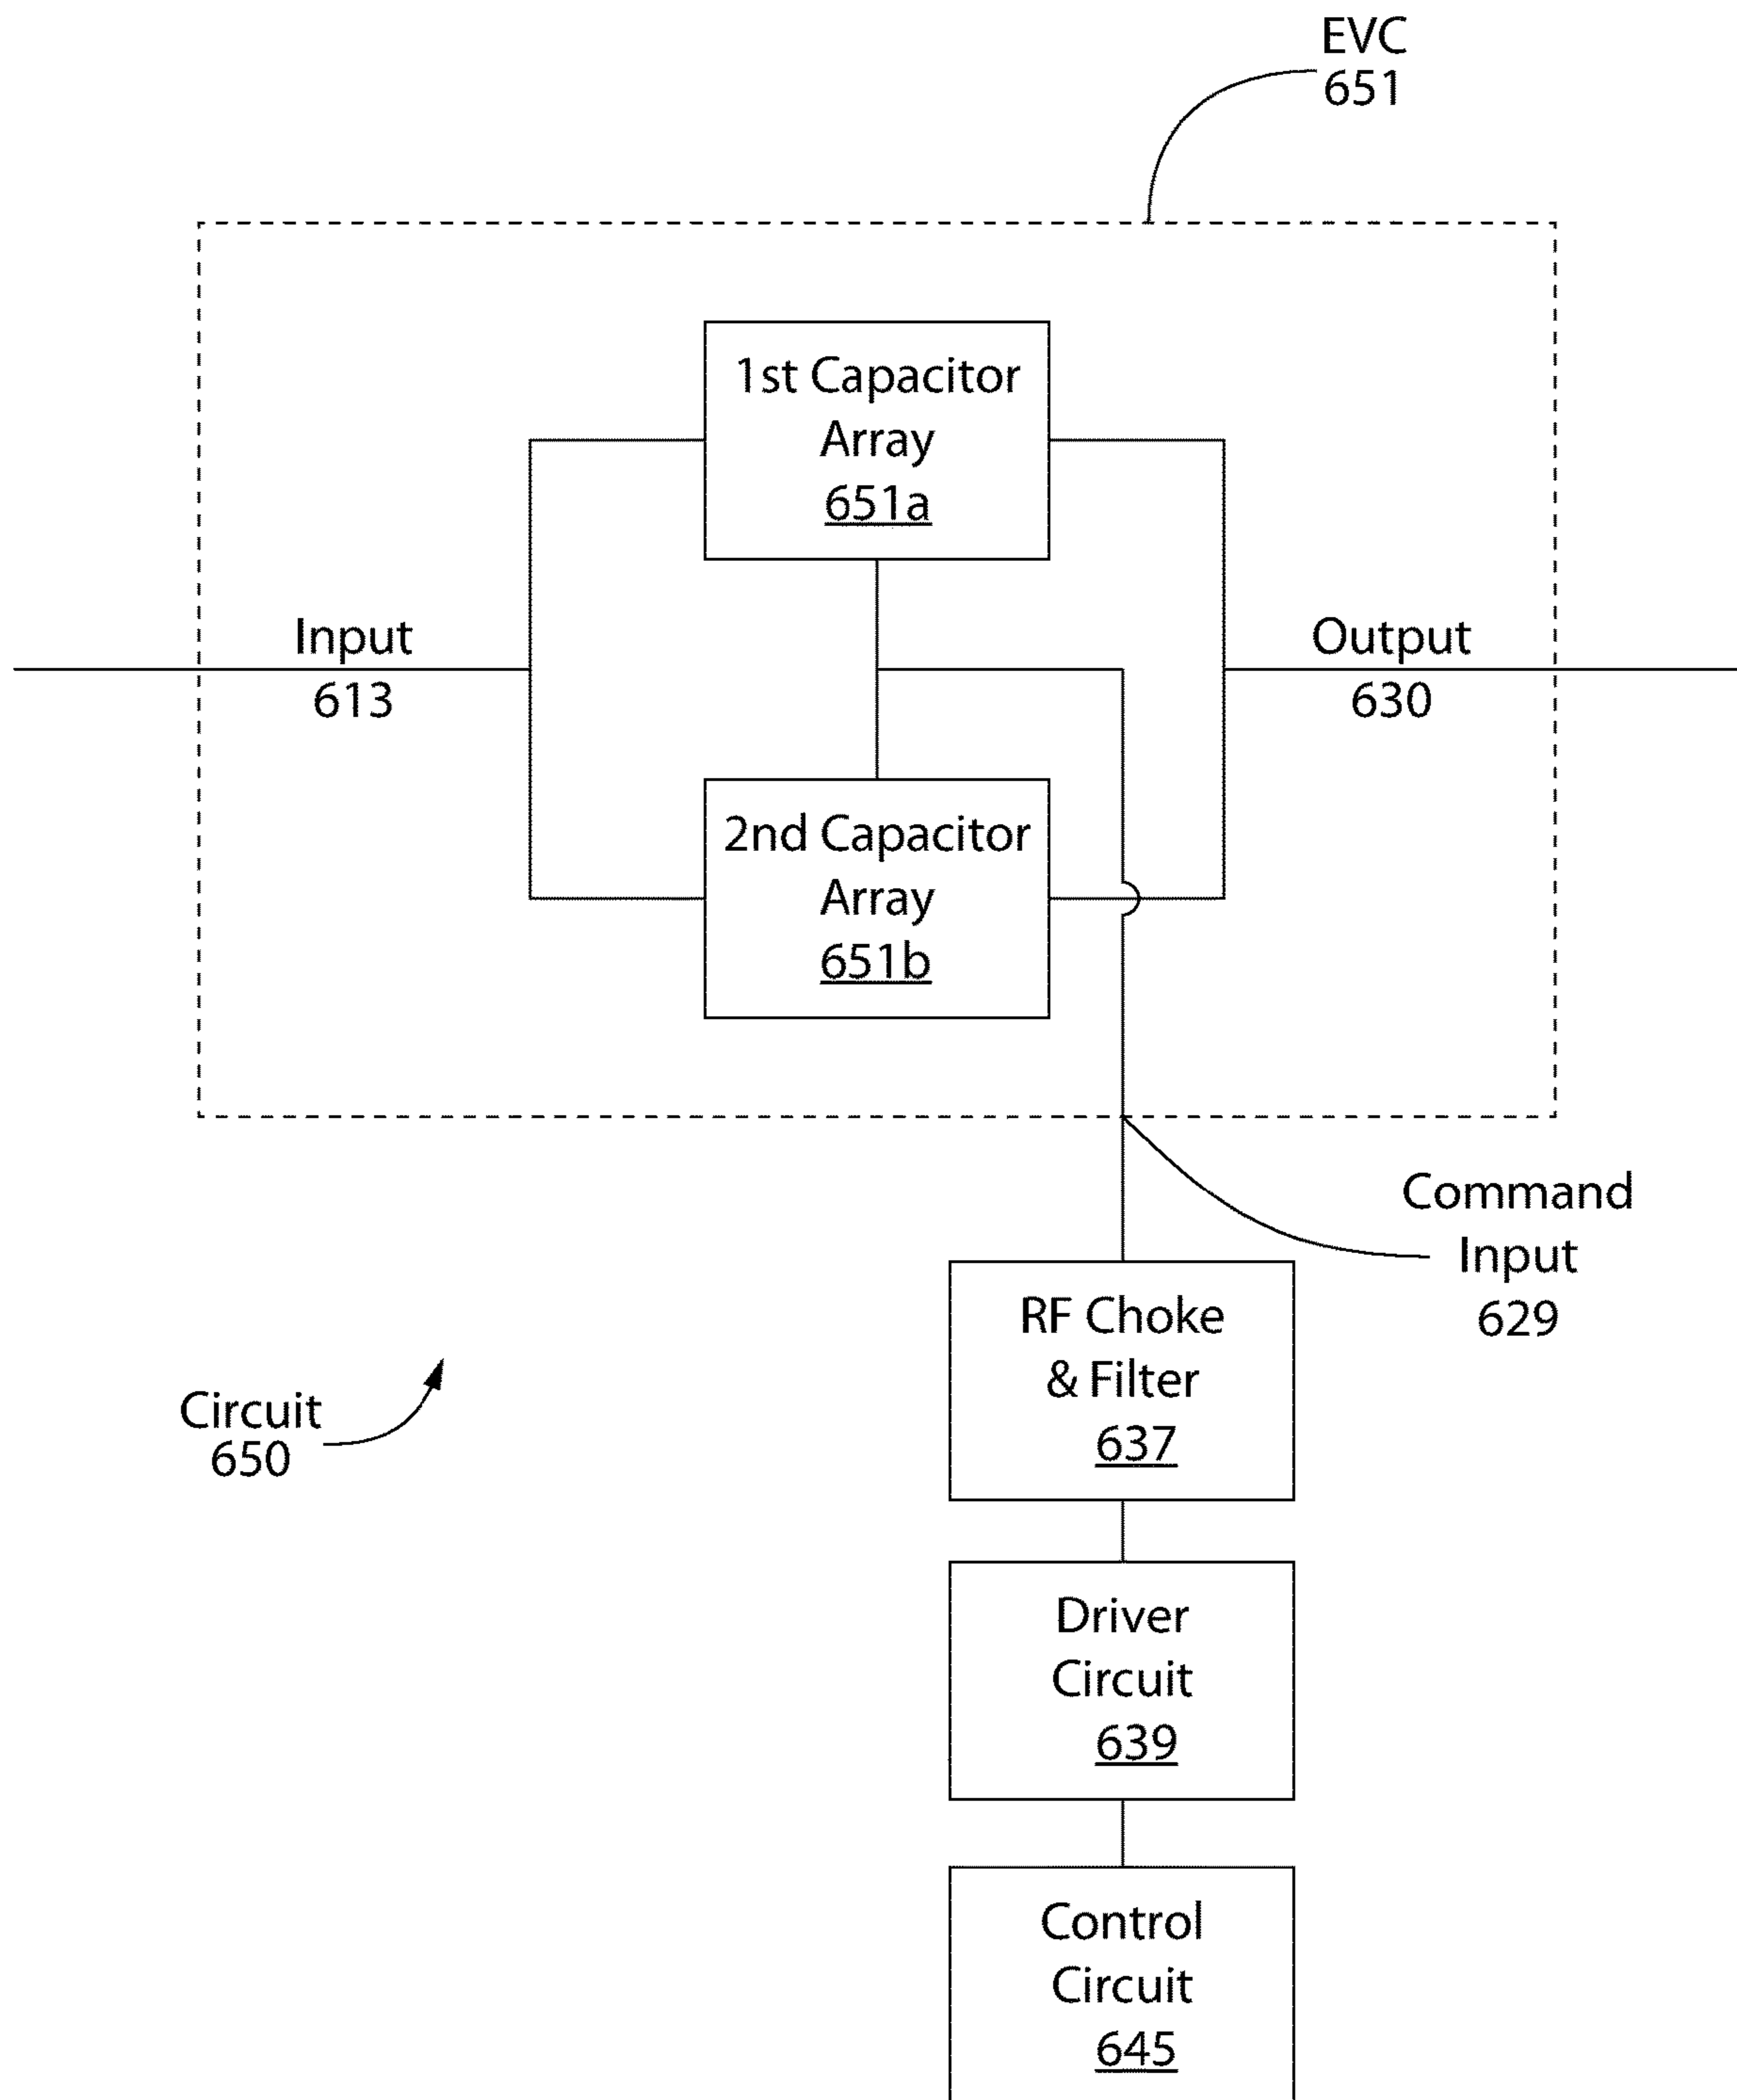 EVC
651
1st Capacitor
Array
651a
Input
613
Output
630
2nd Capacitor
Array
651b
Command
Input
629
RF Choke
& Filter
637
Circuit
650
Driver
Circuit
639
Control
Circuit
645